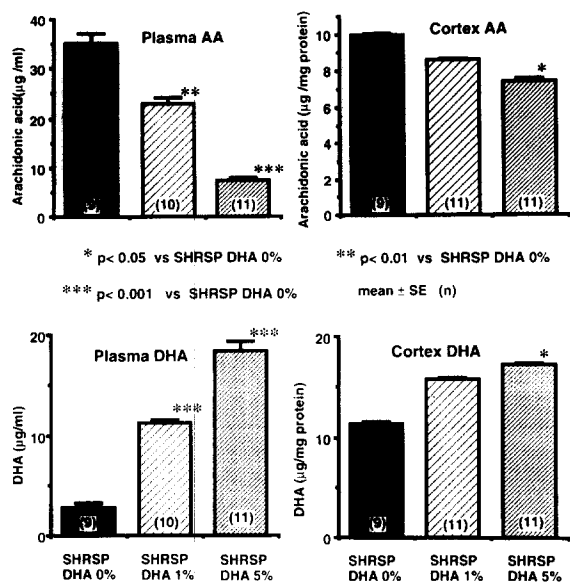 Plasma AA
Arachidonic acid(µg /ml)
40
30
20
10
0
**
***
(9)
(10)
(11)
Cortex AA
Arachidonic acid (µg /mg protein)
10
8
6
4
2
0
*
(9)
(11)
(11)
* p< 0.05 vs SHRSP DHA 0%
** p< 0.01 vs SHRSP DHA 0%
*** p< 0.001 vs SHRSP DHA 0%
mean ± SE (n)
Plasma DHA
DHA (µg/ml)
20
10
0
***
***
(9)
(10)
(11)
SHRSP SHRSP SHRSP
DHA 0% DHA 1% DHA 5%
Cortex DHA
DHA (µg/mg protein)
20
10
0
*
(9)
(11)
(11)
SHRSP SHRSP SHRSP
DHA 0% DHA 1% DHA 5%